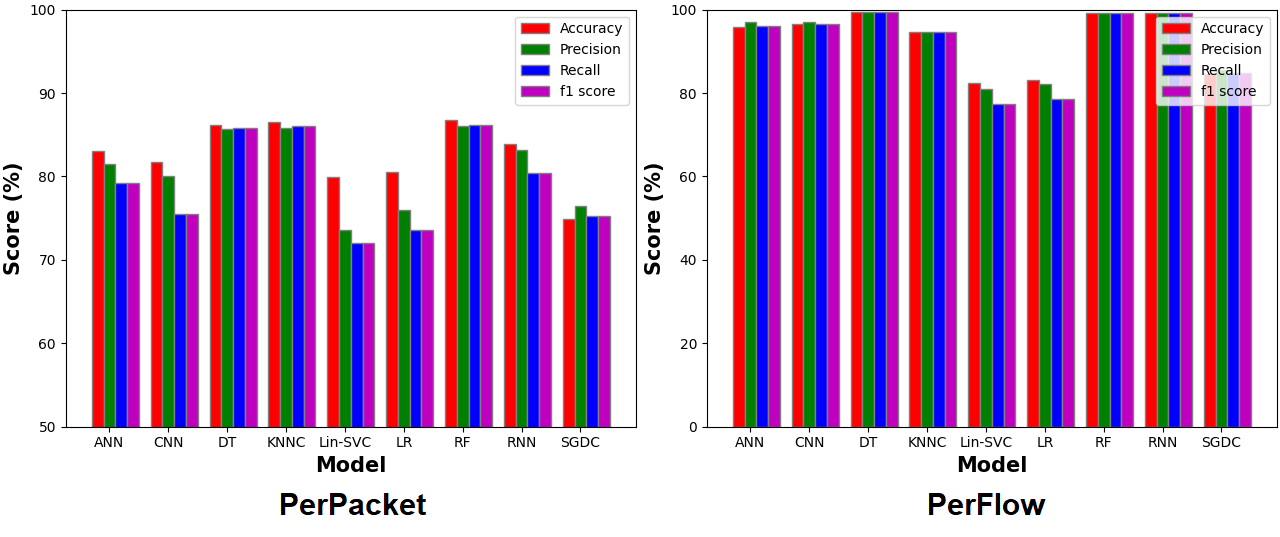 100
90
80
70
60
50
Score (%)
Accuracy
Precision
Recall
f1 score
ANN CNN DT KNNC Lin-SVC LR RF RNN SGDC
Model
PerPacket
100
80
60
40
20
0
Score (%)
Accuracy
Precision
Recall
f1 score
ANN CNN DT KNNC Lin-SVC LR RF RNN SGDC
Model
PerFlow